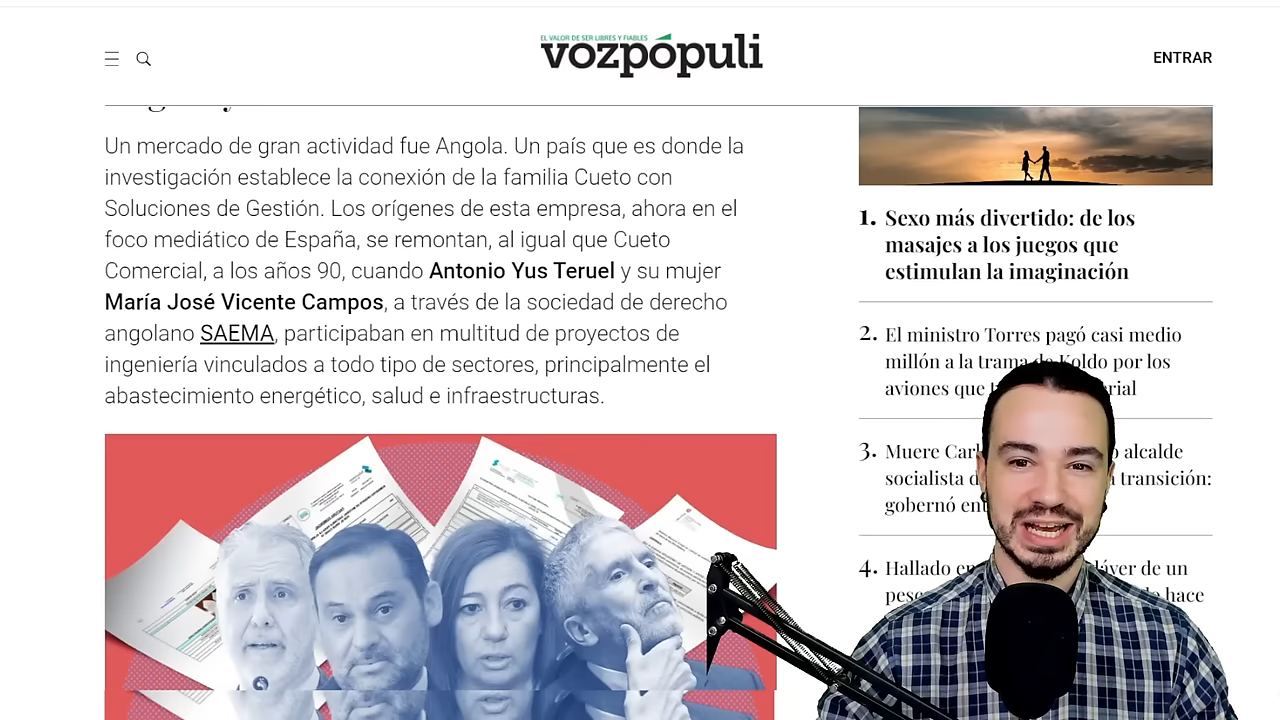 EL VALOR DE SER LIBRES Y FIABLES
vozpópuli
ENTRAR
Un mercado de gran actividad fue Angola. Un país que es donde la
investigación establece la conexión de la familia Cueto con
Soluciones de Gestión. Los orígenes de esta empresa, ahora en el
foco mediático de España, se remontan, al igual que Cueto
Comercial, a los años 90, cuando Antonio Yus Teruel y su mujer
María José Vicente Campos, a través de la sociedad de derecho
angolano SAEMA, participaban en multitud de proyectos de
ingeniería vinculados a todo tipo de sectores, principalmente el
abastecimiento energético, salud e infraestructuras.
1. Sexo más divertido: de los
masajes a los juegos que
estimulan la imaginación
2. El ministro Torres pagó casi medio
millón a la trama de Koldo por los
aviones que
3. Muere alcalde
socialista transición:
gobernó
4. Hallado de un
hace